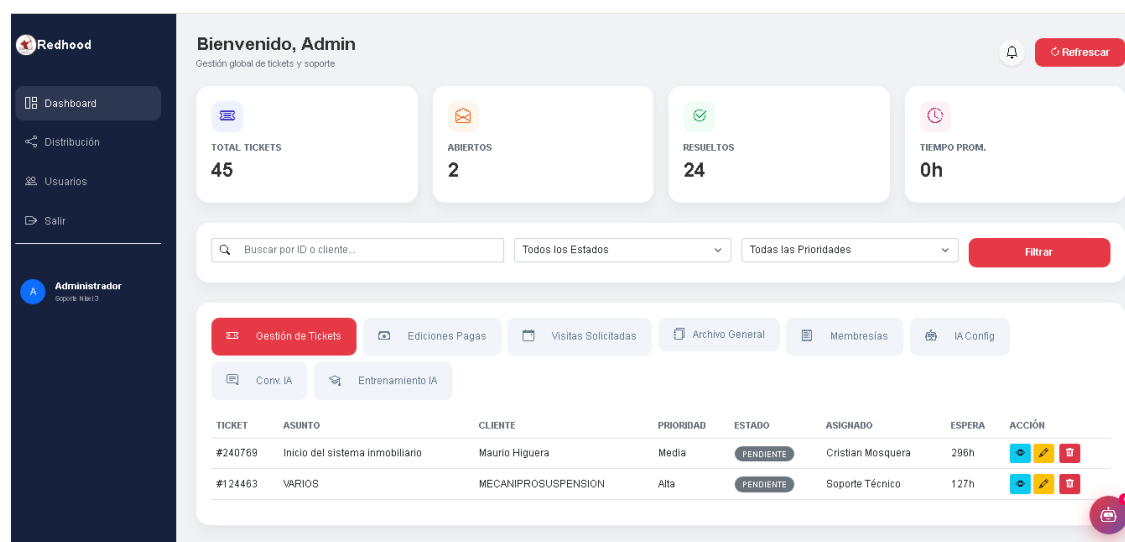 Redhood
Dashboard
Distribución
Usuarios
Salir
A
Administrador
Soporte Nivel 3
Bienvenido, Admin
Gestión global de tickets y soporte
Refrescar
TOTAL TICKETS
45
ABIERTOS
2
RESUELTOS
24
TIEMPO PROM.
0h
Buscar por ID o cliente...
Todos los Estados
Todas las Prioridades
Filtrar
Gestión de Tickets
Ediciones Pagas
Visitas Solicitadas
Archivo General
Membresías
IA Config
Conv. IA
Entrenamiento IA
TICKET ASUNTO CLIENTE PRIORIDAD ESTADO ASIGNADO ESPERA ACCIÓN
#240769 Inicio del sistema inmobiliario Maurio Higuera Media PENDIENTE Cristian Mosquera 296h
#124463 VARIOS MECANIPROSUSPENSION Alta PENDIENTE Soporte Técnico 127h